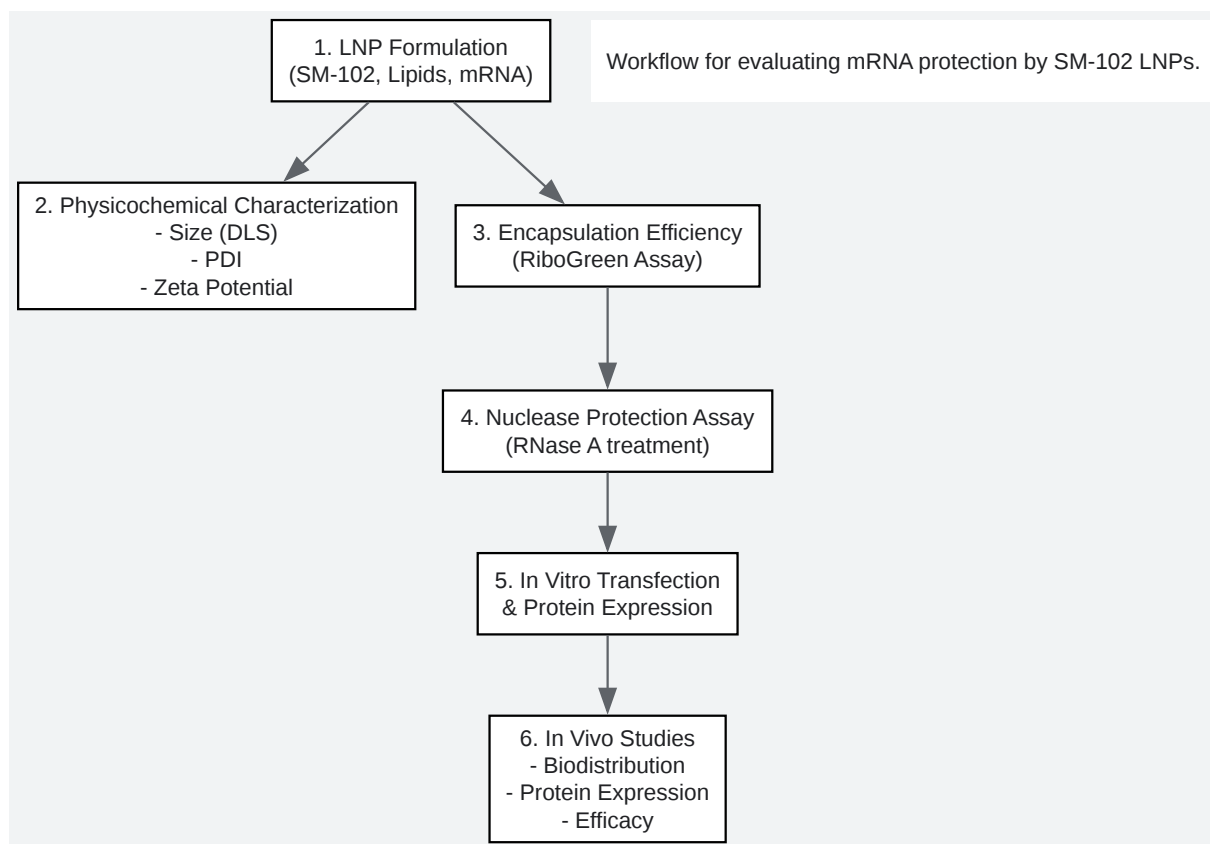 1. LNP Formulation
(SM-102, Lipids, mRNA)
Workflow for evaluating mRNA protection by SM-102 LNPs.
2. Physicochemical Characterization
- Size (DLS)
- PDI
- Zeta Potential
3. Encapsulation Efficiency
(RiboGreen Assay)
4. Nuclease Protection Assay
(RNase A treatment)
5. In Vitro Transfection
& Protein Expression
6. In Vivo Studies
- Biodistribution
- Protein Expression
- Efficacy